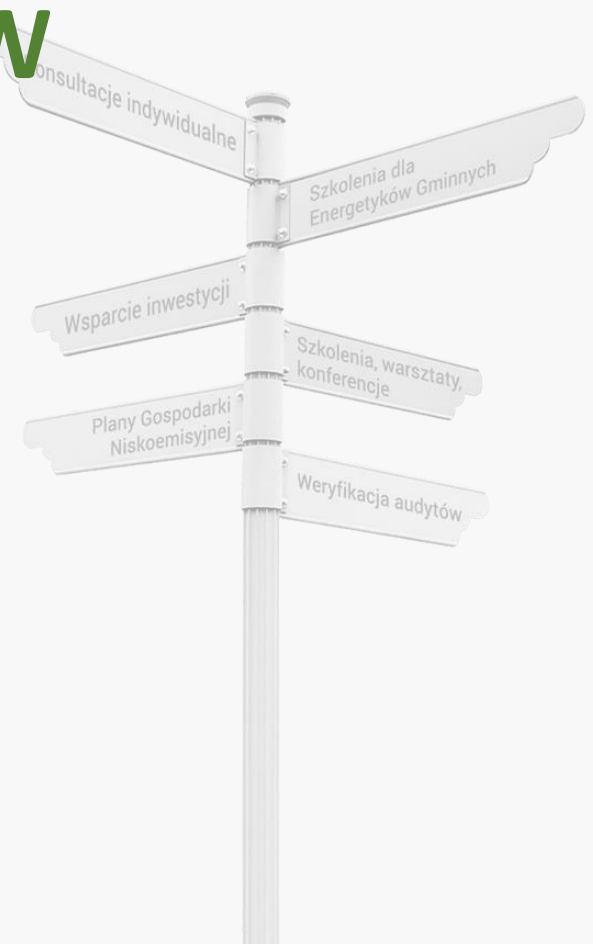 w
onsultacje indywidualne
Szkolenia dla
Energetyków Gminnych
Wsparcie inwestycji
Szkolenia, warsztaty,
konferencje
Plany Gospodarki
Niskoemisyjnej
Weryfikacja audytów